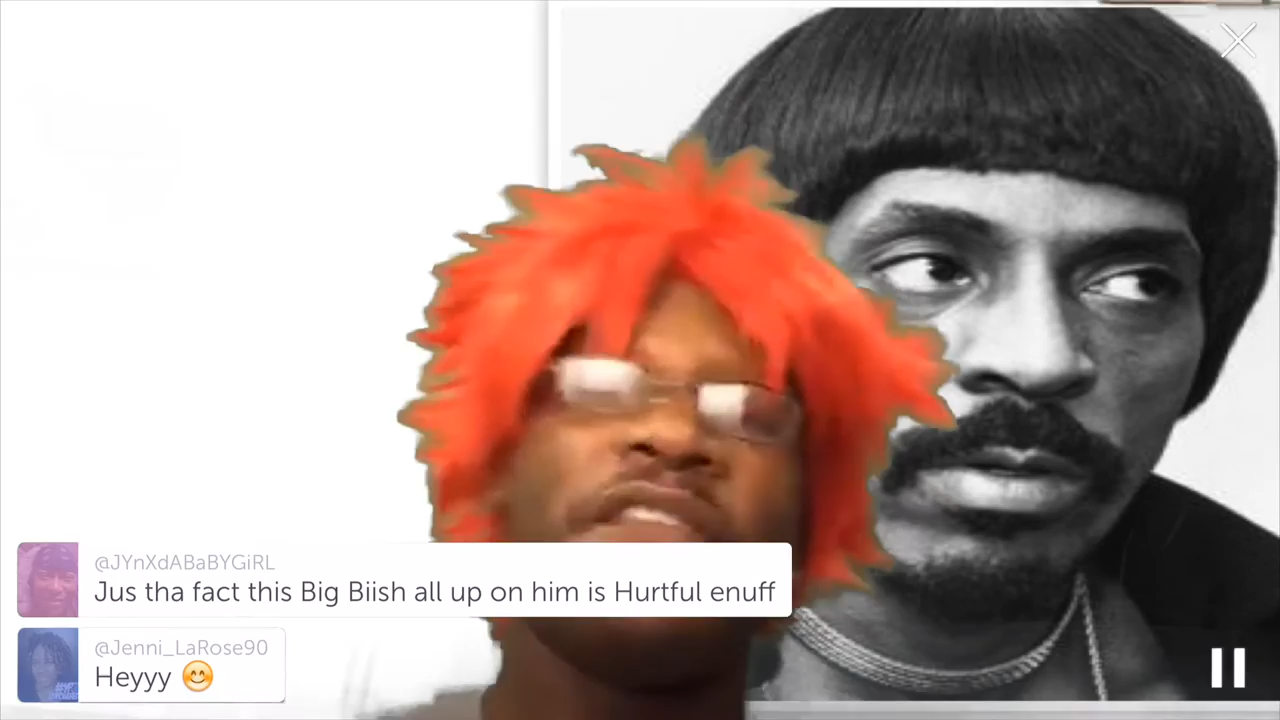 @JYnXdABaBYGiRL
Jus tha fact this Big Biish all up on him is Hurtful enuff
@Jenni_LaRose90
Heyyy 😊